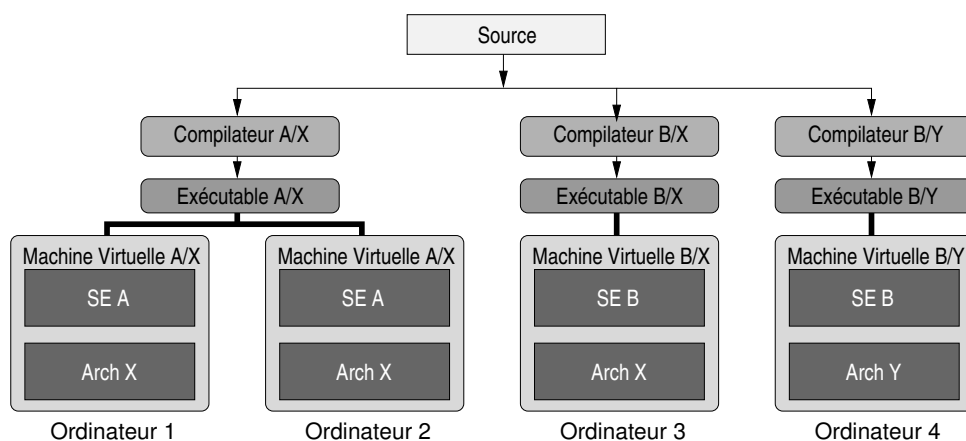 Source
Compilateur A/X
Compilateur B/X
Compilateur B/Y
Exécutable A/X
Exécutable B/X
Exécutable B/Y
Machine Virtuelle A/X
Machine Virtuelle A/X
Machine Virtuelle B/X
Machine Virtuelle B/Y
SE A
SE A
SE B
SE B
Arch X
Arch X
Arch X
Arch Y
Ordinateur 1
Ordinateur 2
Ordinateur 3
Ordinateur 4